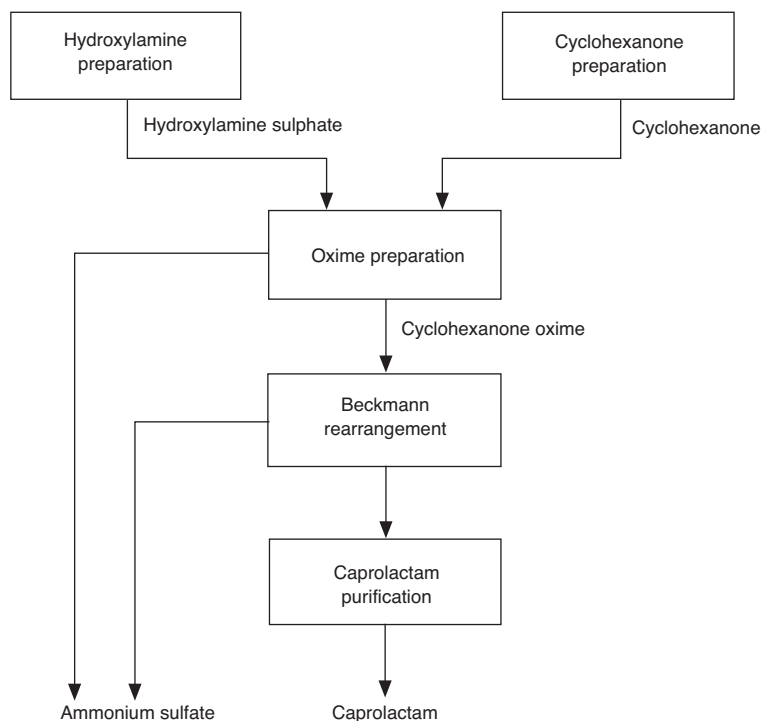 Hydroxylamine
preparation
Cyclohexanone
preparation
Hydroxylamine sulphate
Cyclohexanone
Oxime preparation
Cyclohexanone oxime
Beckmann
rearrangement
Caprolactam
purification
Ammonium sulfate
Caprolactam